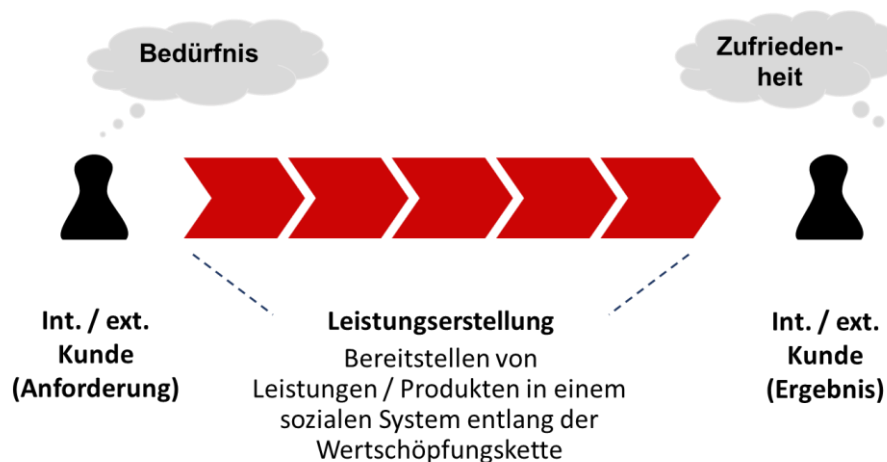 Bedürfnis
Zufrieden-
heit
Int. / ext.
Kunde
(Anforderung)
Leistungserstellung
Bereitstellen von
Leistungen / Produkten in einem
sozialen System entlang der
Wertschöpfungskette
Int. / ext.
Kunde
(Ergebnis)